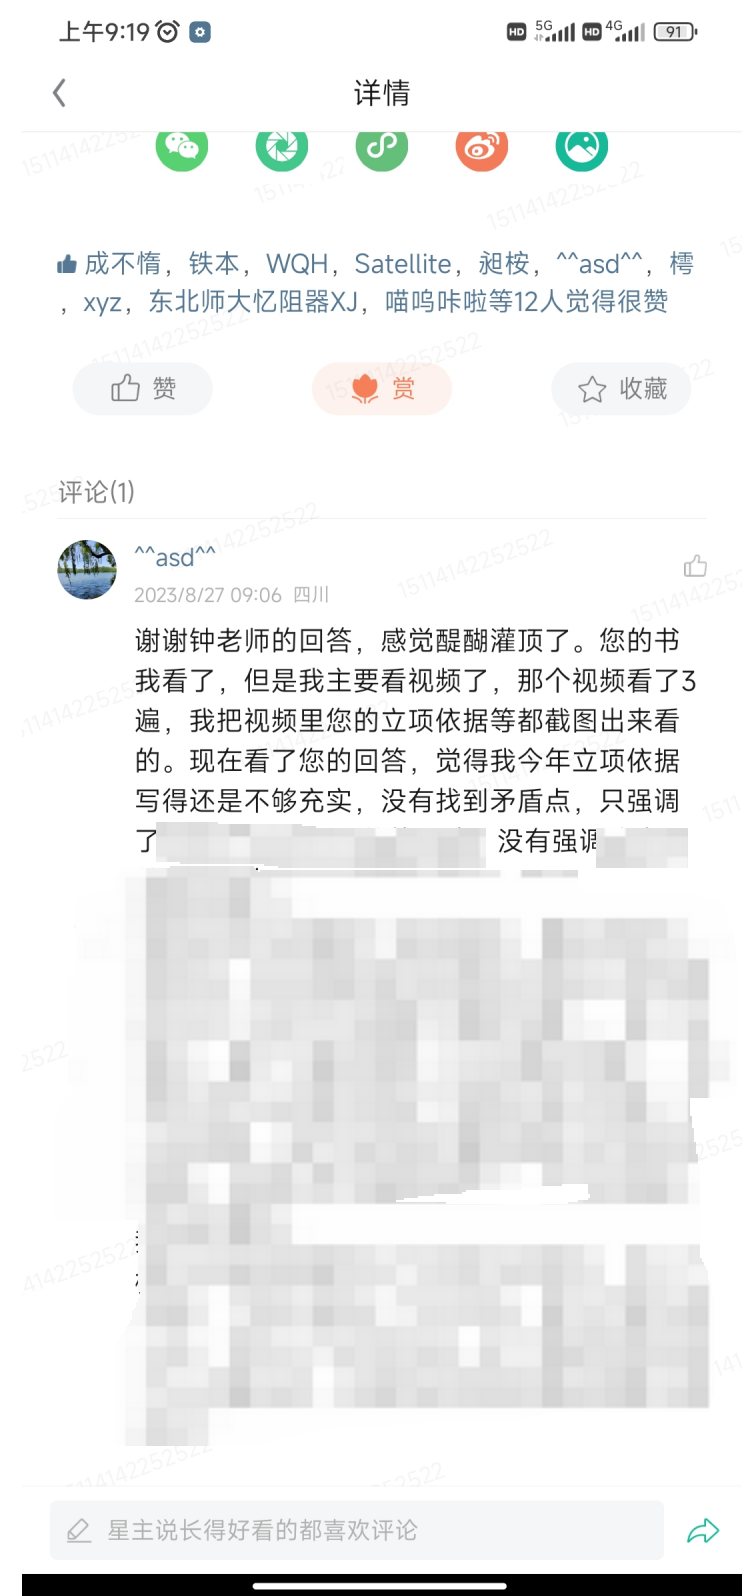 上午9:19
HD 5G HD 4G 91
详情
成不惰，铁本，WQH，Satellite，昶桉，^^asd^^，樗
，xyz，东北师大忆阻器XJ，喵呜咔啦等12人觉得很赞
赞 赏 收藏
评论(1)
^^asd^^
2023/8/27 09:06 四川
谢谢钟老师的回答，感觉醍醐灌顶了。您的书
我看了，但是我主要看视频了，那个视频看了3
遍，我把视频里您的立项依据等都截图出来看
的。现在看了您的回答，觉得我今年立项依据
写得还是不够充实，没有找到矛盾点，只强调
了 没有强调
星主说长得好看的都喜欢评论
15114142252522